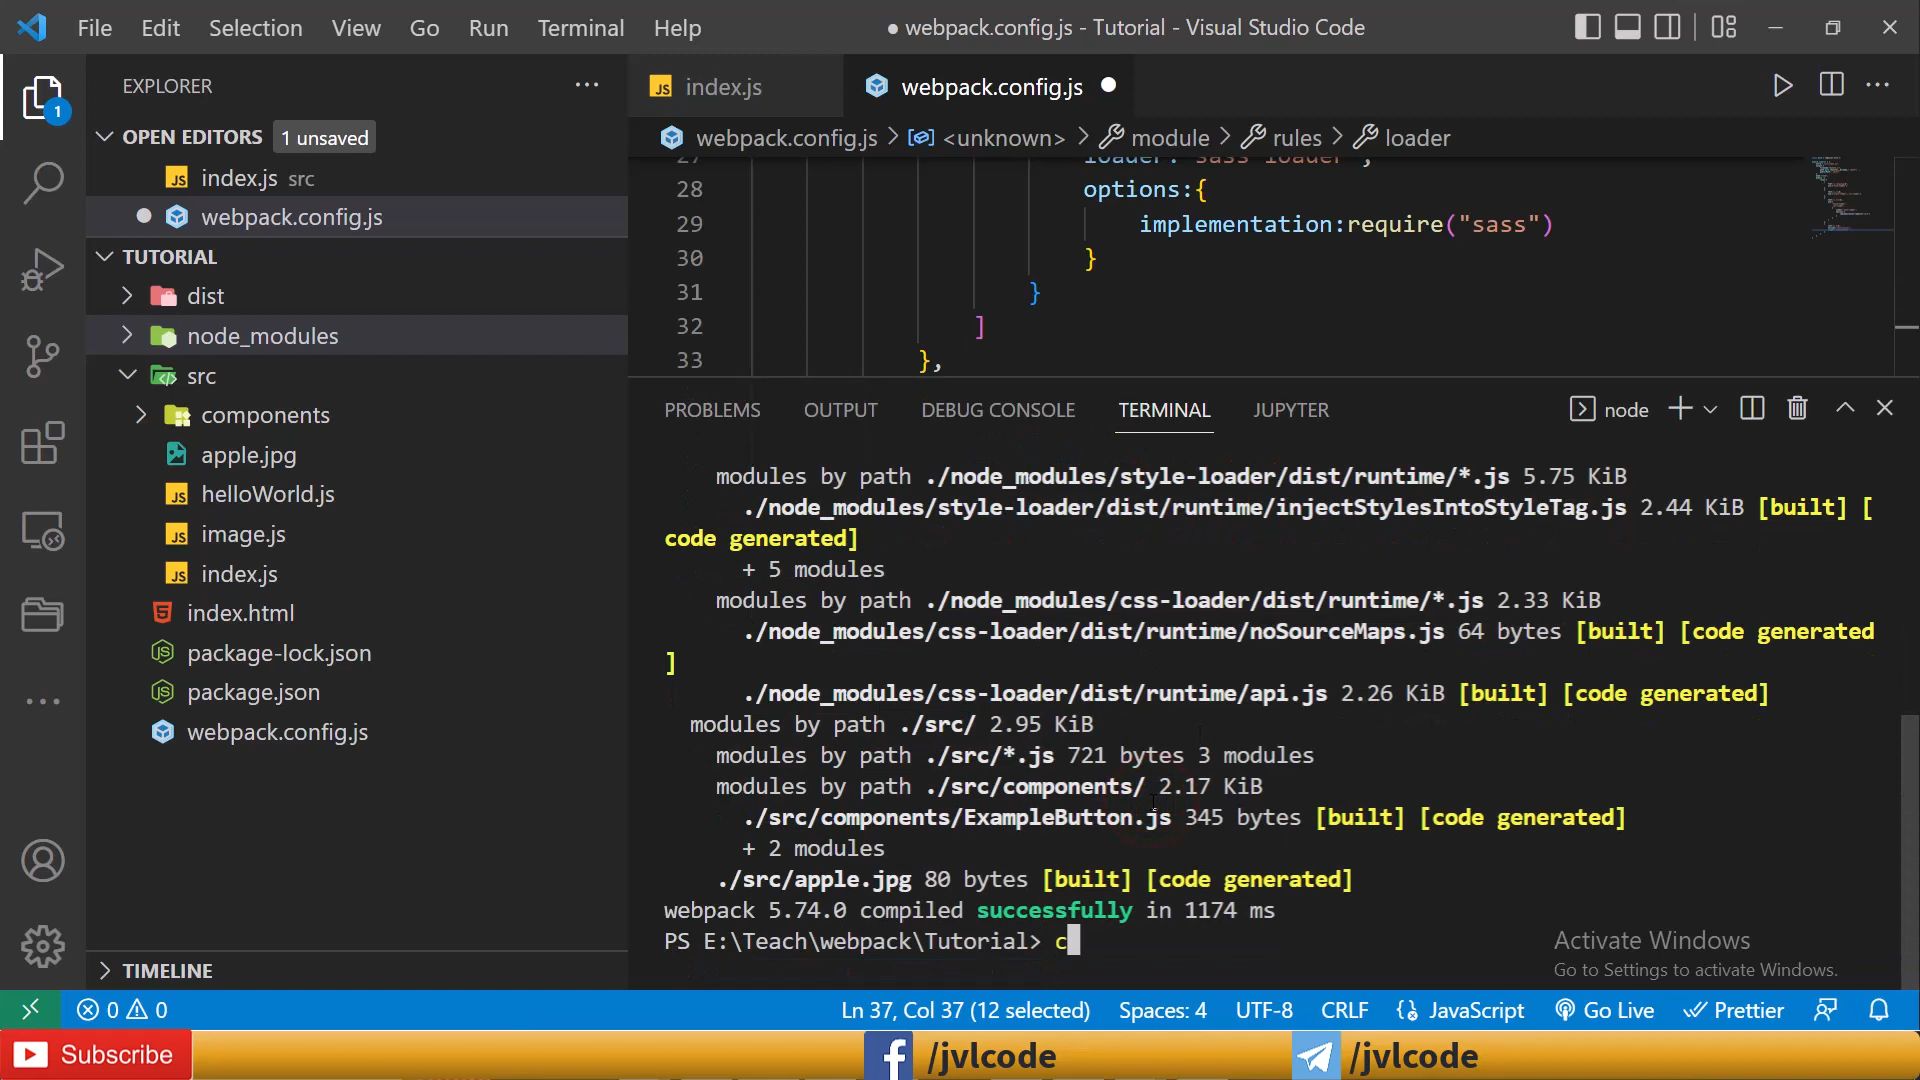 File Edit Selection View Go Run Terminal Help
● webpack.config.js - Tutorial - Visual Studio Code
EXPLORER
OPEN EDITORS 1 unsaved
index.js src
webpack.config.js
TUTORIAL
dist
node_modules
src
components
apple.jpg
helloWorld.js
image.js
index.js
index.html
package-lock.json
package.json
webpack.config.js
TIMELINE
1
index.js
webpack.config.js
webpack.config.js > <unknown> > module > rules > loader
27 loader:"sass-loader",
28 options:{
29 implementation:require("sass")
30 }
31 }
32 ]
33 },
PROBLEMS OUTPUT DEBUG CONSOLE TERMINAL JUPYTER
node
modules by path ./node_modules/style-loader/dist/runtime/*.js 5.75 KiB
./node_modules/style-loader/dist/runtime/injectStylesIntoStyleTag.js 2.44 KiB [built] [
code generated]
+ 5 modules
modules by path ./node_modules/css-loader/dist/runtime/*.js 2.33 KiB
./node_modules/css-loader/dist/runtime/noSourceMaps.js 64 bytes [built] [code generated
]
./node_modules/css-loader/dist/runtime/api.js 2.26 KiB [built] [code generated]
modules by path ./src/ 2.95 KiB
modules by path ./src/*.js 721 bytes 3 modules
modules by path ./src/components/ 2.17 KiB
./src/components/ExampleButton.js 345 bytes [built] [code generated]
+ 2 modules
./src/apple.jpg 80 bytes [built] [code generated]
webpack 5.74.0 compiled successfully in 1174 ms
PS E:\Teach\webpack\Tutorial> c
Activate Windows
Go to Settings to activate Windows.
0 0 Ln 37, Col 37 (12 selected) Spaces: 4 UTF-8 CRLF JavaScript Go Live Prettier
Subscribe /jvlcode /jvlcode